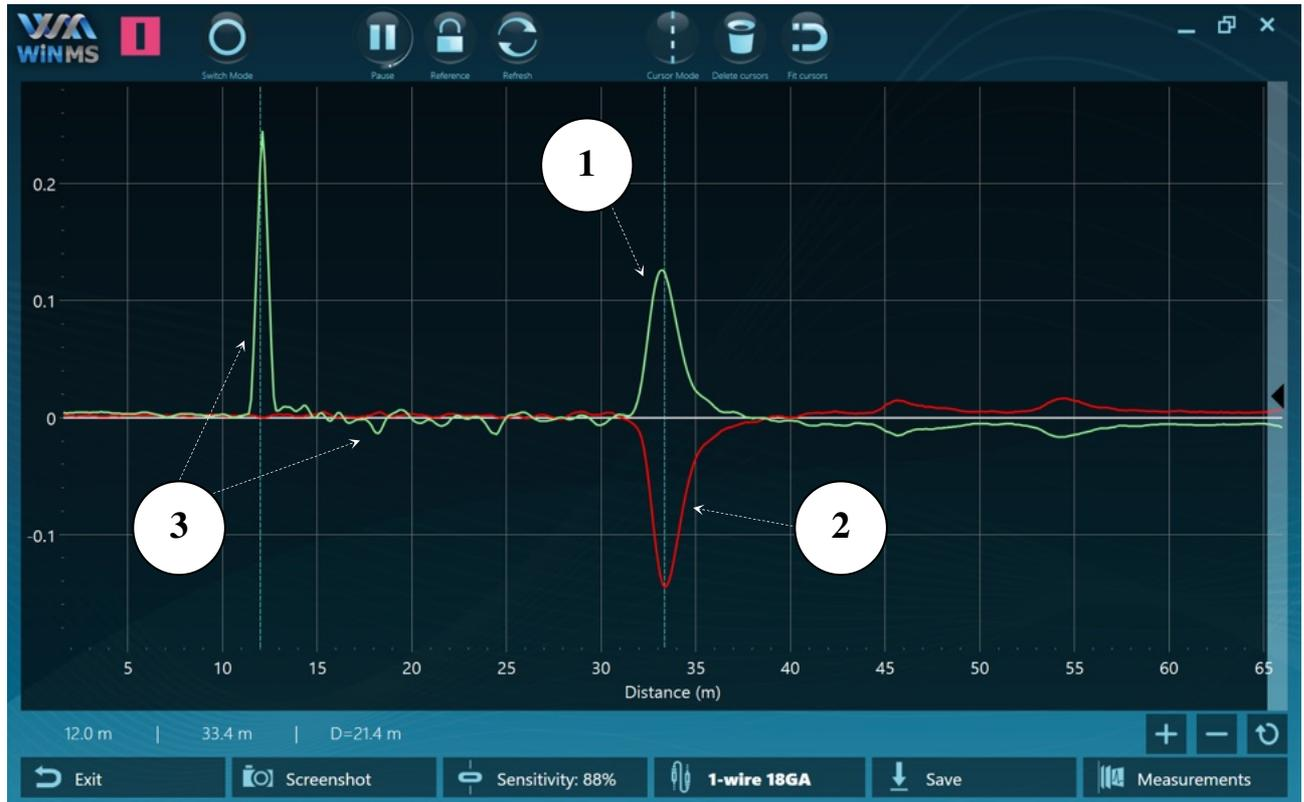 WiNMS
Switch Mode
Pause
Reference
Refresh
Cursor Mode
Delete cursors
Fit cursors
1
0.2
0.1
0
-0.1
3
2
5 10 15 20 25 30 35 40 45 50 55 60 65
Distance (m)
12.0 m | 33.4 m | D=21.4 m
Exit
Screenshot
Sensitivity: 88%
1-wire 18GA
Save
Measurements